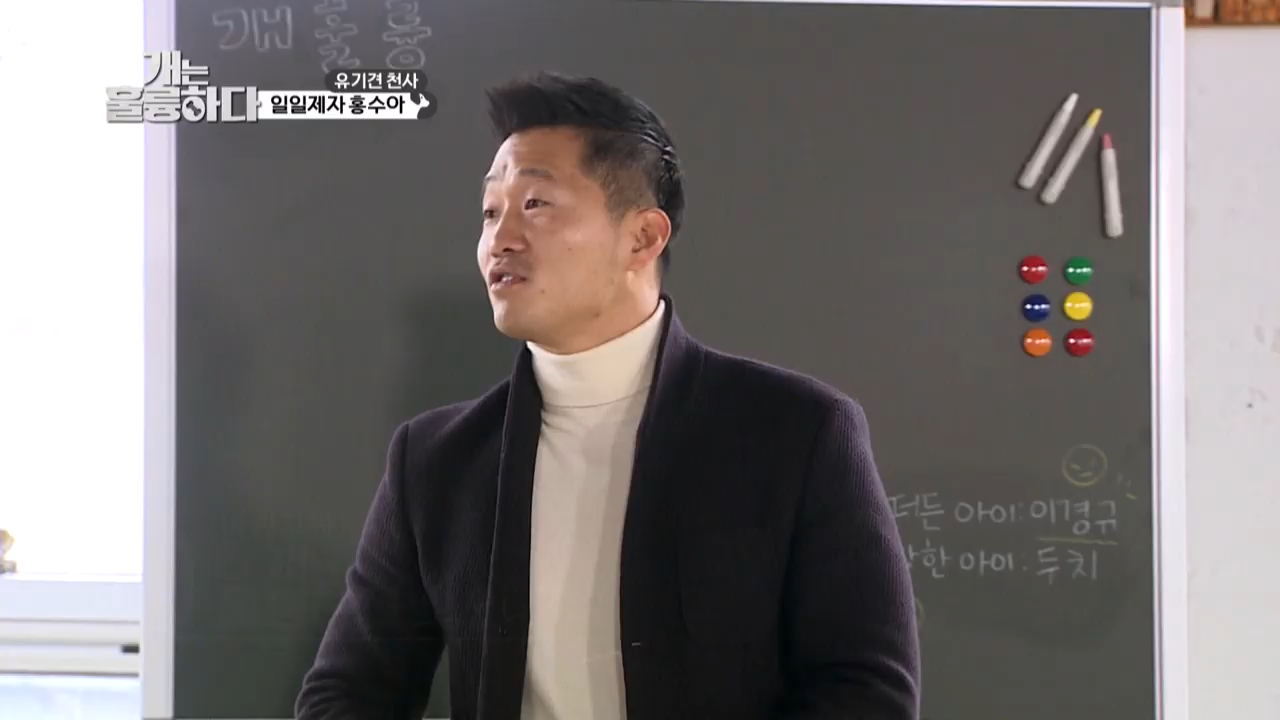 개훌륭
개는
훌륭하다
유기견 천사
일일제자 홍수아
떠든 아이: 이경규
한 아이: 두치